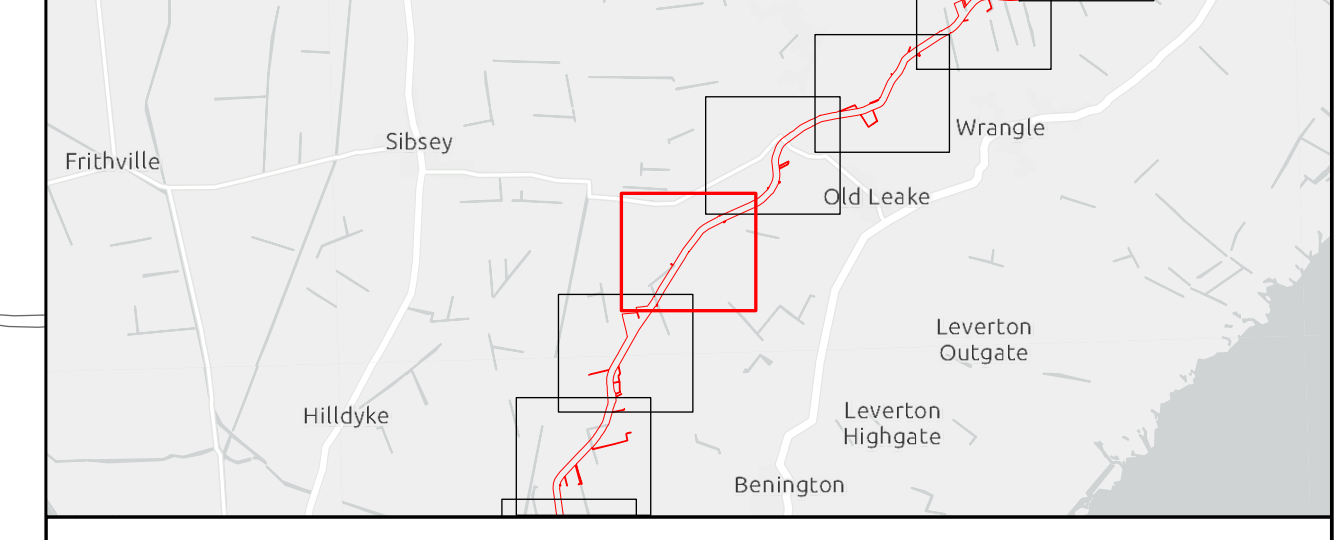 Wrangle
Sibsey
Frithville
Old Leake
Leverton
Outgate
Hilldyke
Leverton
Highgate
Benington